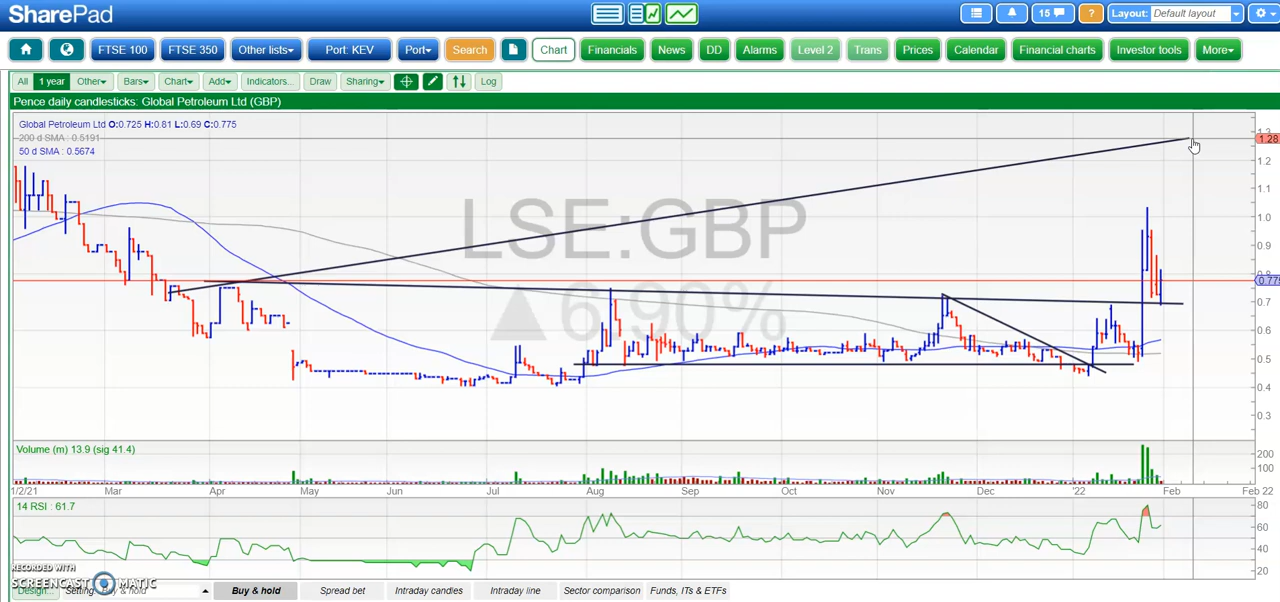 SharePad
15
?
Layout: Default layout
FTSE 100 FTSE 350 Other lists Port: KEV Port Search Chart Financials News DD Alarms Level 2 Trans Prices Calendar Financial charts Investor tools More
All 1 year Other Bars Chart Add Indicators... Draw Sharing Log
Pence daily candlesticks: Global Petroleum Ltd (GBP)
Global Petroleum Ltd O:0.725 H:0.81 L:0.69 C:0.775
200 d SMA : 0.5191
50 d SMA : 0.5674
LSE:GBP
▲6.90%
1.3
1.28
1.2
1.1
1.0
0.9
0.8
0.775
0.7
0.6
0.5
0.4
0.3
Volume (m) 13.9 (sig 41.4)
200
100
1/2/21 Mar Apr May Jun Jul Aug Sep Oct Nov Dec '22 Feb Feb 22
14 RSI : 61.7
80
60
40
20
RECORDED WITH
SCREENCAST MATIC
Design... Setting: Buy & hold Buy & hold Spread bet Intraday candles Intraday line Sector comparison Funds, ITs & ETFs